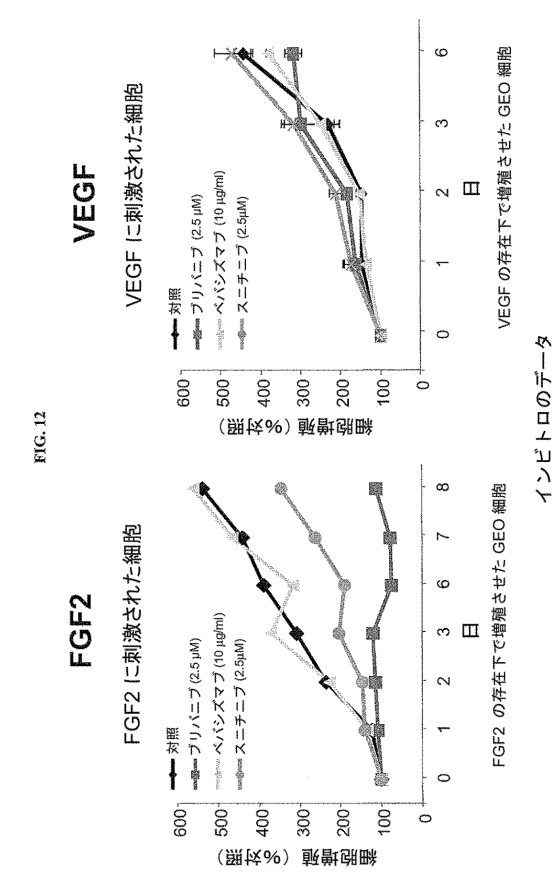 FIG. 12
FGF2
FGF2 に刺激された細胞
対照
ブリバニブ (2.5 μM)
ベバシズマブ (10 μg/ml)
スニチニブ (2.5μM)
細胞増殖 (%対照)
600
500
400
300
200
100
0
0 1 2 3 6 7 8
日
FGF2 の存在下で増殖させた GEO 細胞
VEGF
VEGF に刺激された細胞
対照
ブリバニブ (2.5 μM)
ベバシズマブ (10 μg/ml)
スニチニブ (2.5μM)
細胞増殖 (%対照)
600
500
400
300
200
100
0
0 1 2 3 6
日
VEGF の存在下で増殖させた GEO 細胞
インビトロのデータ